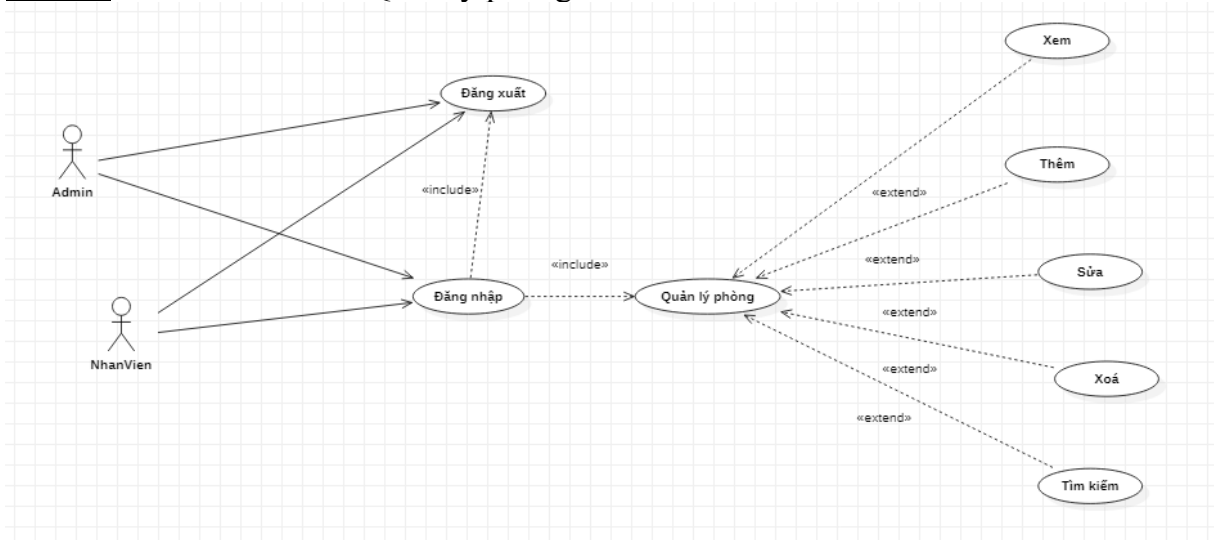 Xem
Đăng xuất
Thêm
Admin
«include»
«extend»
«extend»
«include»
Sửa
Đăng nhập
Quản lý phòng
«extend»
NhanVien
«extend»
Xoá
«extend»
Tìm kiếm